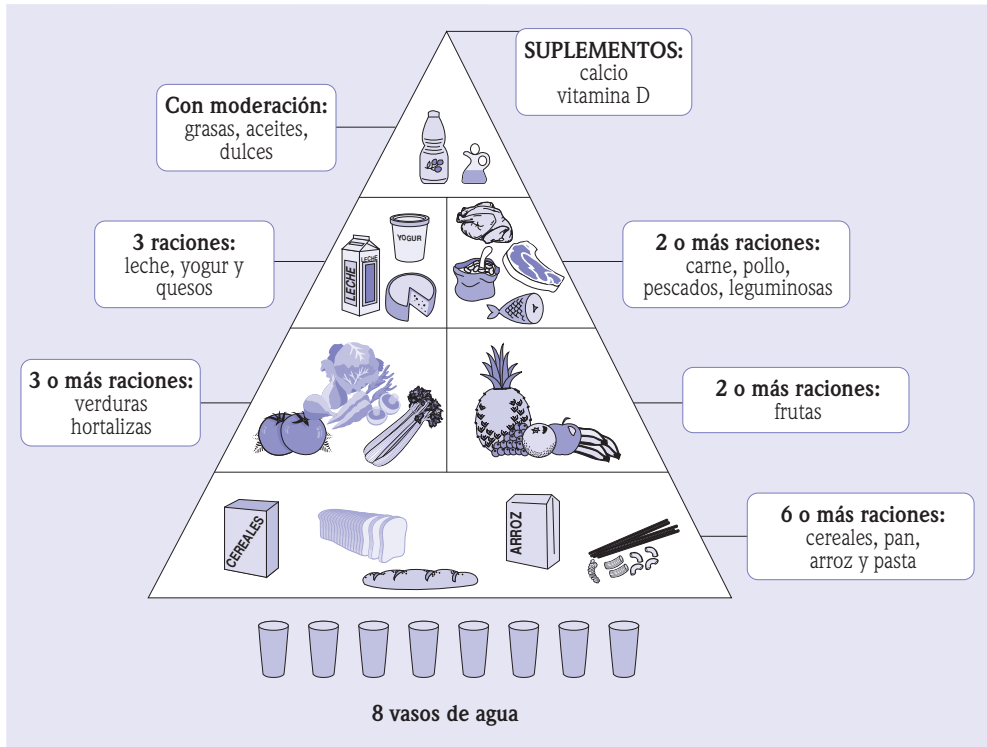 SUPLEMENTOS:
calcio
vitamina D
Con moderación:
grasas, aceites,
dulces
3 raciones:
leche, yogur y
quesos
YOGUR
LECHE
LECHE
2 o más raciones:
carne, pollo,
pescados, leguminosas
3 o más raciones:
verduras
hortalizas
2 o más raciones:
frutas
CEREALES
ARROZ
6 o más raciones:
cereales, pan,
arroz y pasta
8 vasos de agua